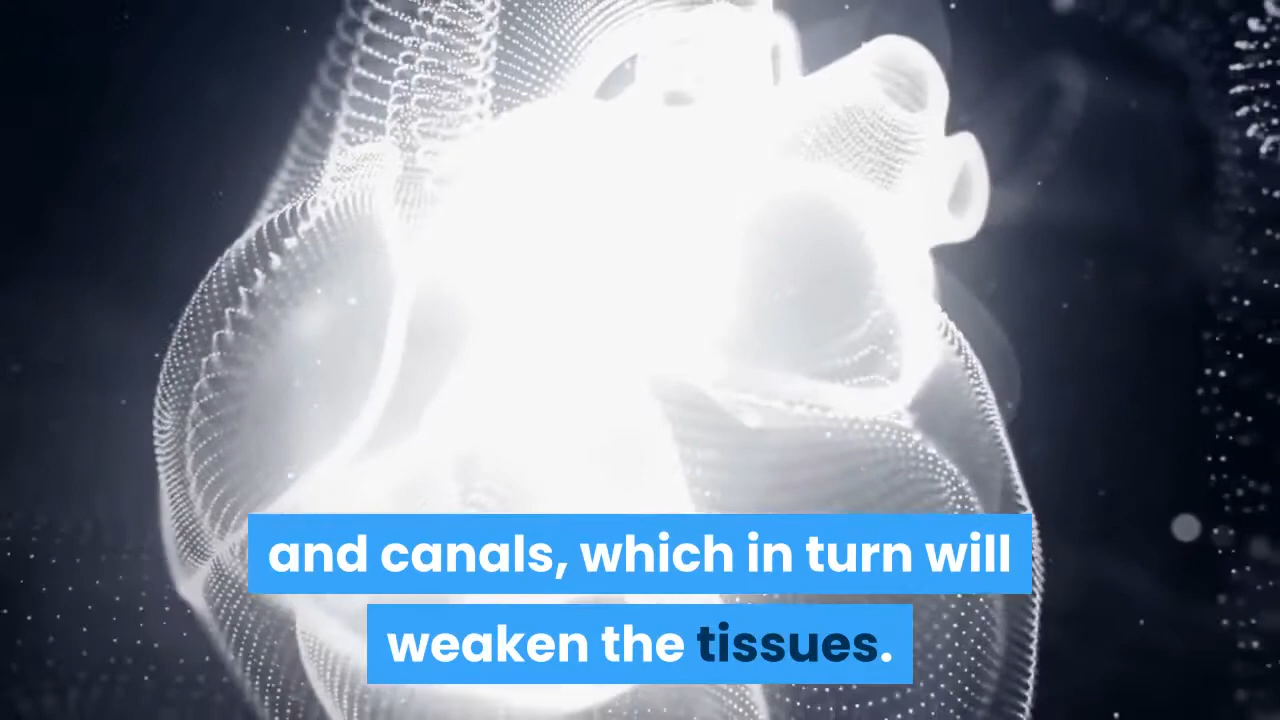 and canals, which in turn will
weaken the tissues.